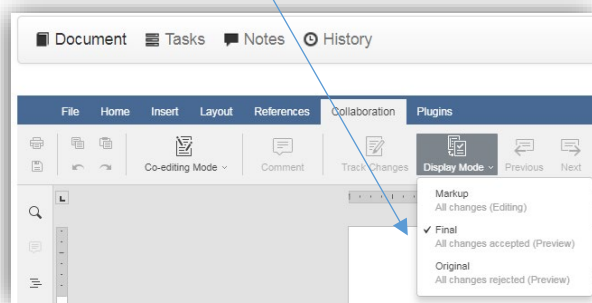 Document Tasks Notes History
File Home Insert Layout References Collaboration Plugins
Co-editing Mode Comment Track Changes Display Mode Previous Next
L
Markup
All changes (Editing)
✓ Final
All changes accepted (Preview)
Original
All changes rejected (Preview)